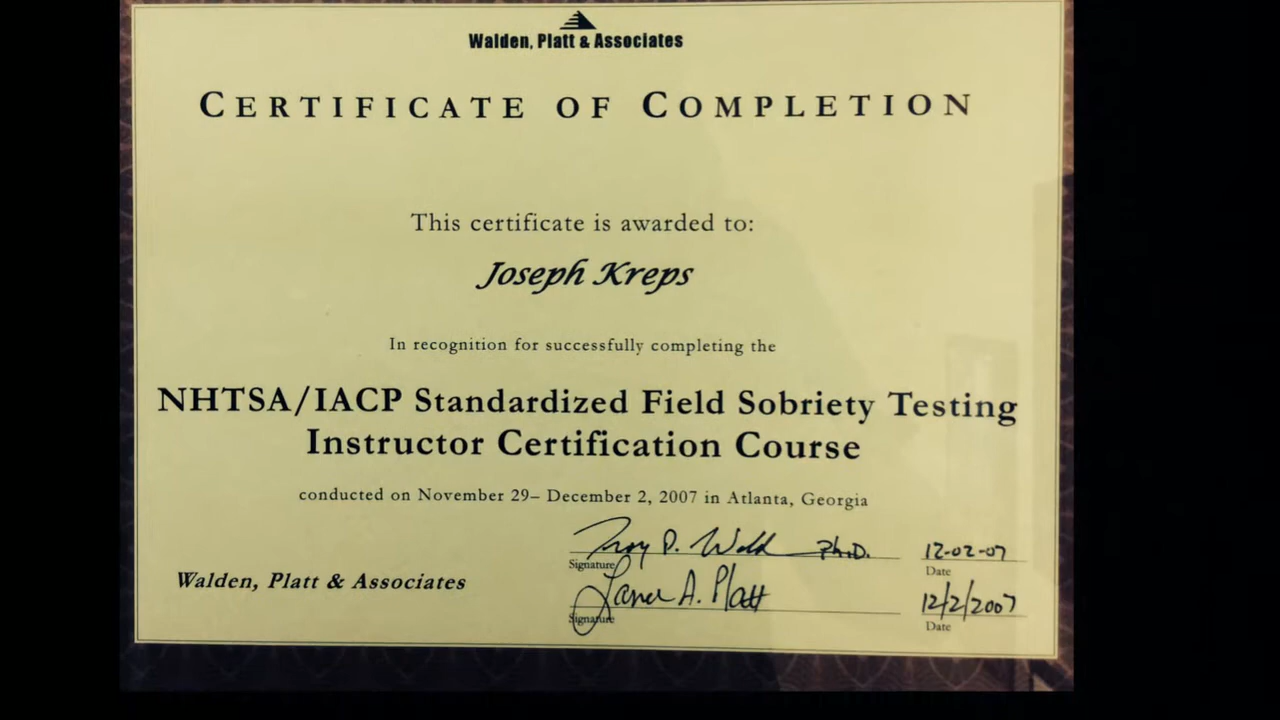 Walden, Platt & Associates
CERTIFICATE OF COMPLETION
This certificate is awarded to:
Joseph Kreps
In recognition for successfully completing the
NHTSA/IACP Standardized Field Sobriety Testing
Instructor Certification Course
conducted on November 29– December 2, 2007 in Atlanta, Georgia
Ph.D. 12-02-07
Signature Date
Walden, Platt & Associates
A. Platt 12/2/2007
Signature Date